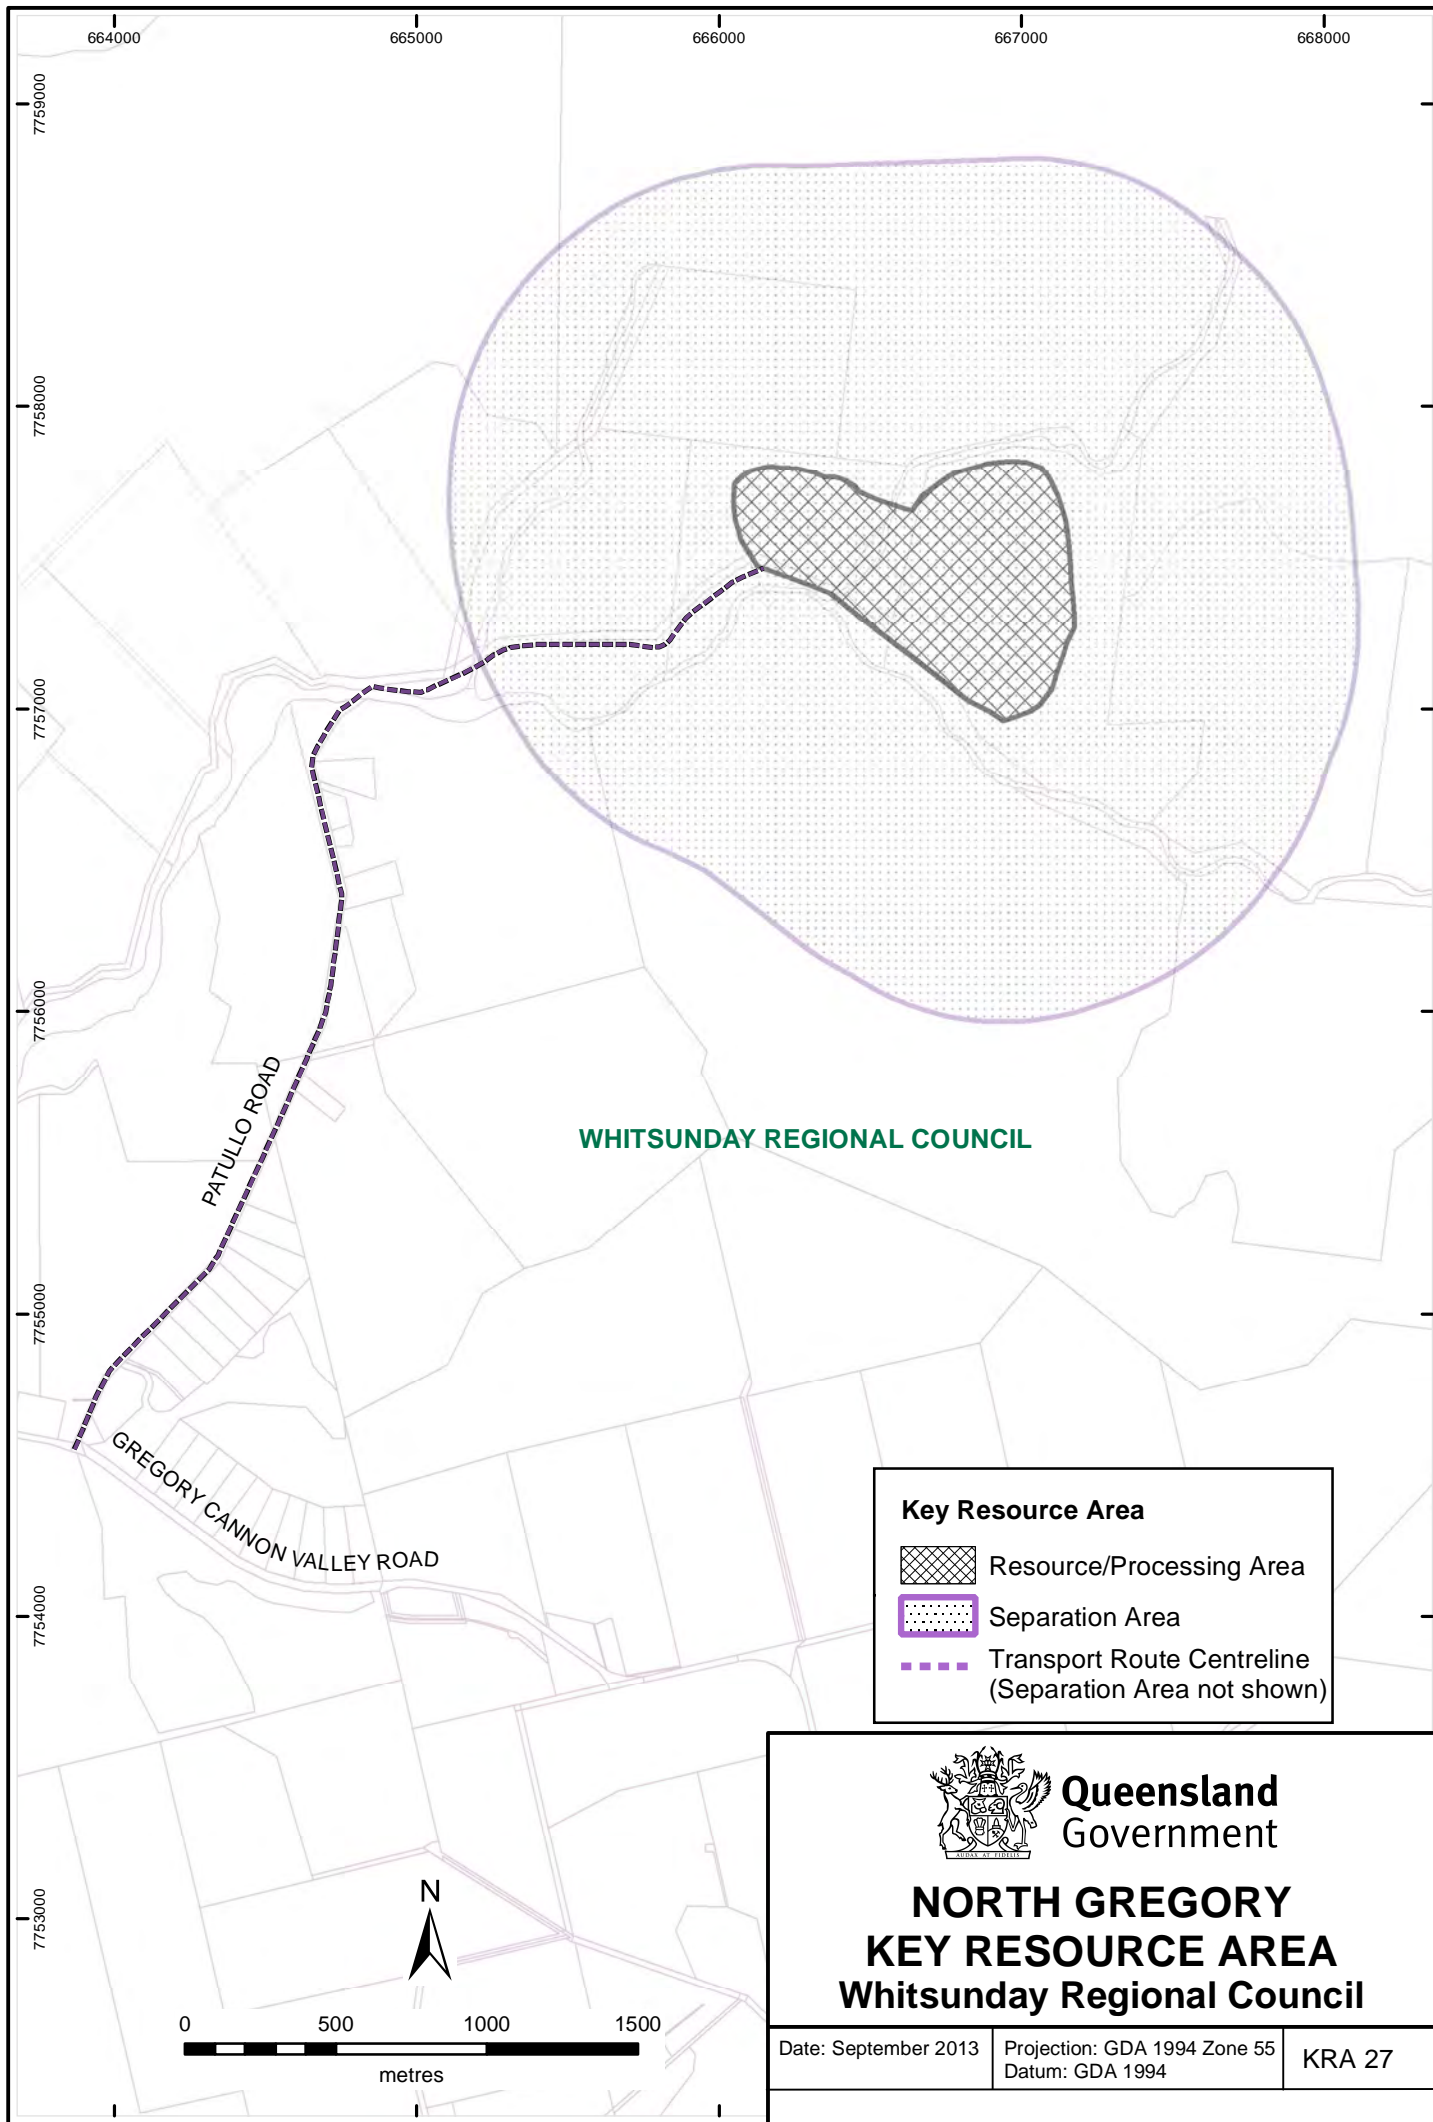 664000
665000
666000
667000
668000
7759000
7758000
7757000
7756000
7755000
7754000
7753000
PATULLO ROAD
WHITSUNDAY REGIONAL COUNCIL
GREGORY CANNON VALLEY ROAD
Key Resource Area
Resource/Processing Area
Separation Area
Transport Route Centreline
(Separation Area not shown)
AUDAX AT FIDELIS
Queensland
Government
NORTH GREGORY
KEY RESOURCE AREA
Whitsunday Regional Council
Date: September 2013
Projection: GDA 1994 Zone 55
Datum: GDA 1994
KRA 27
N
0 500 1000 1500
metres